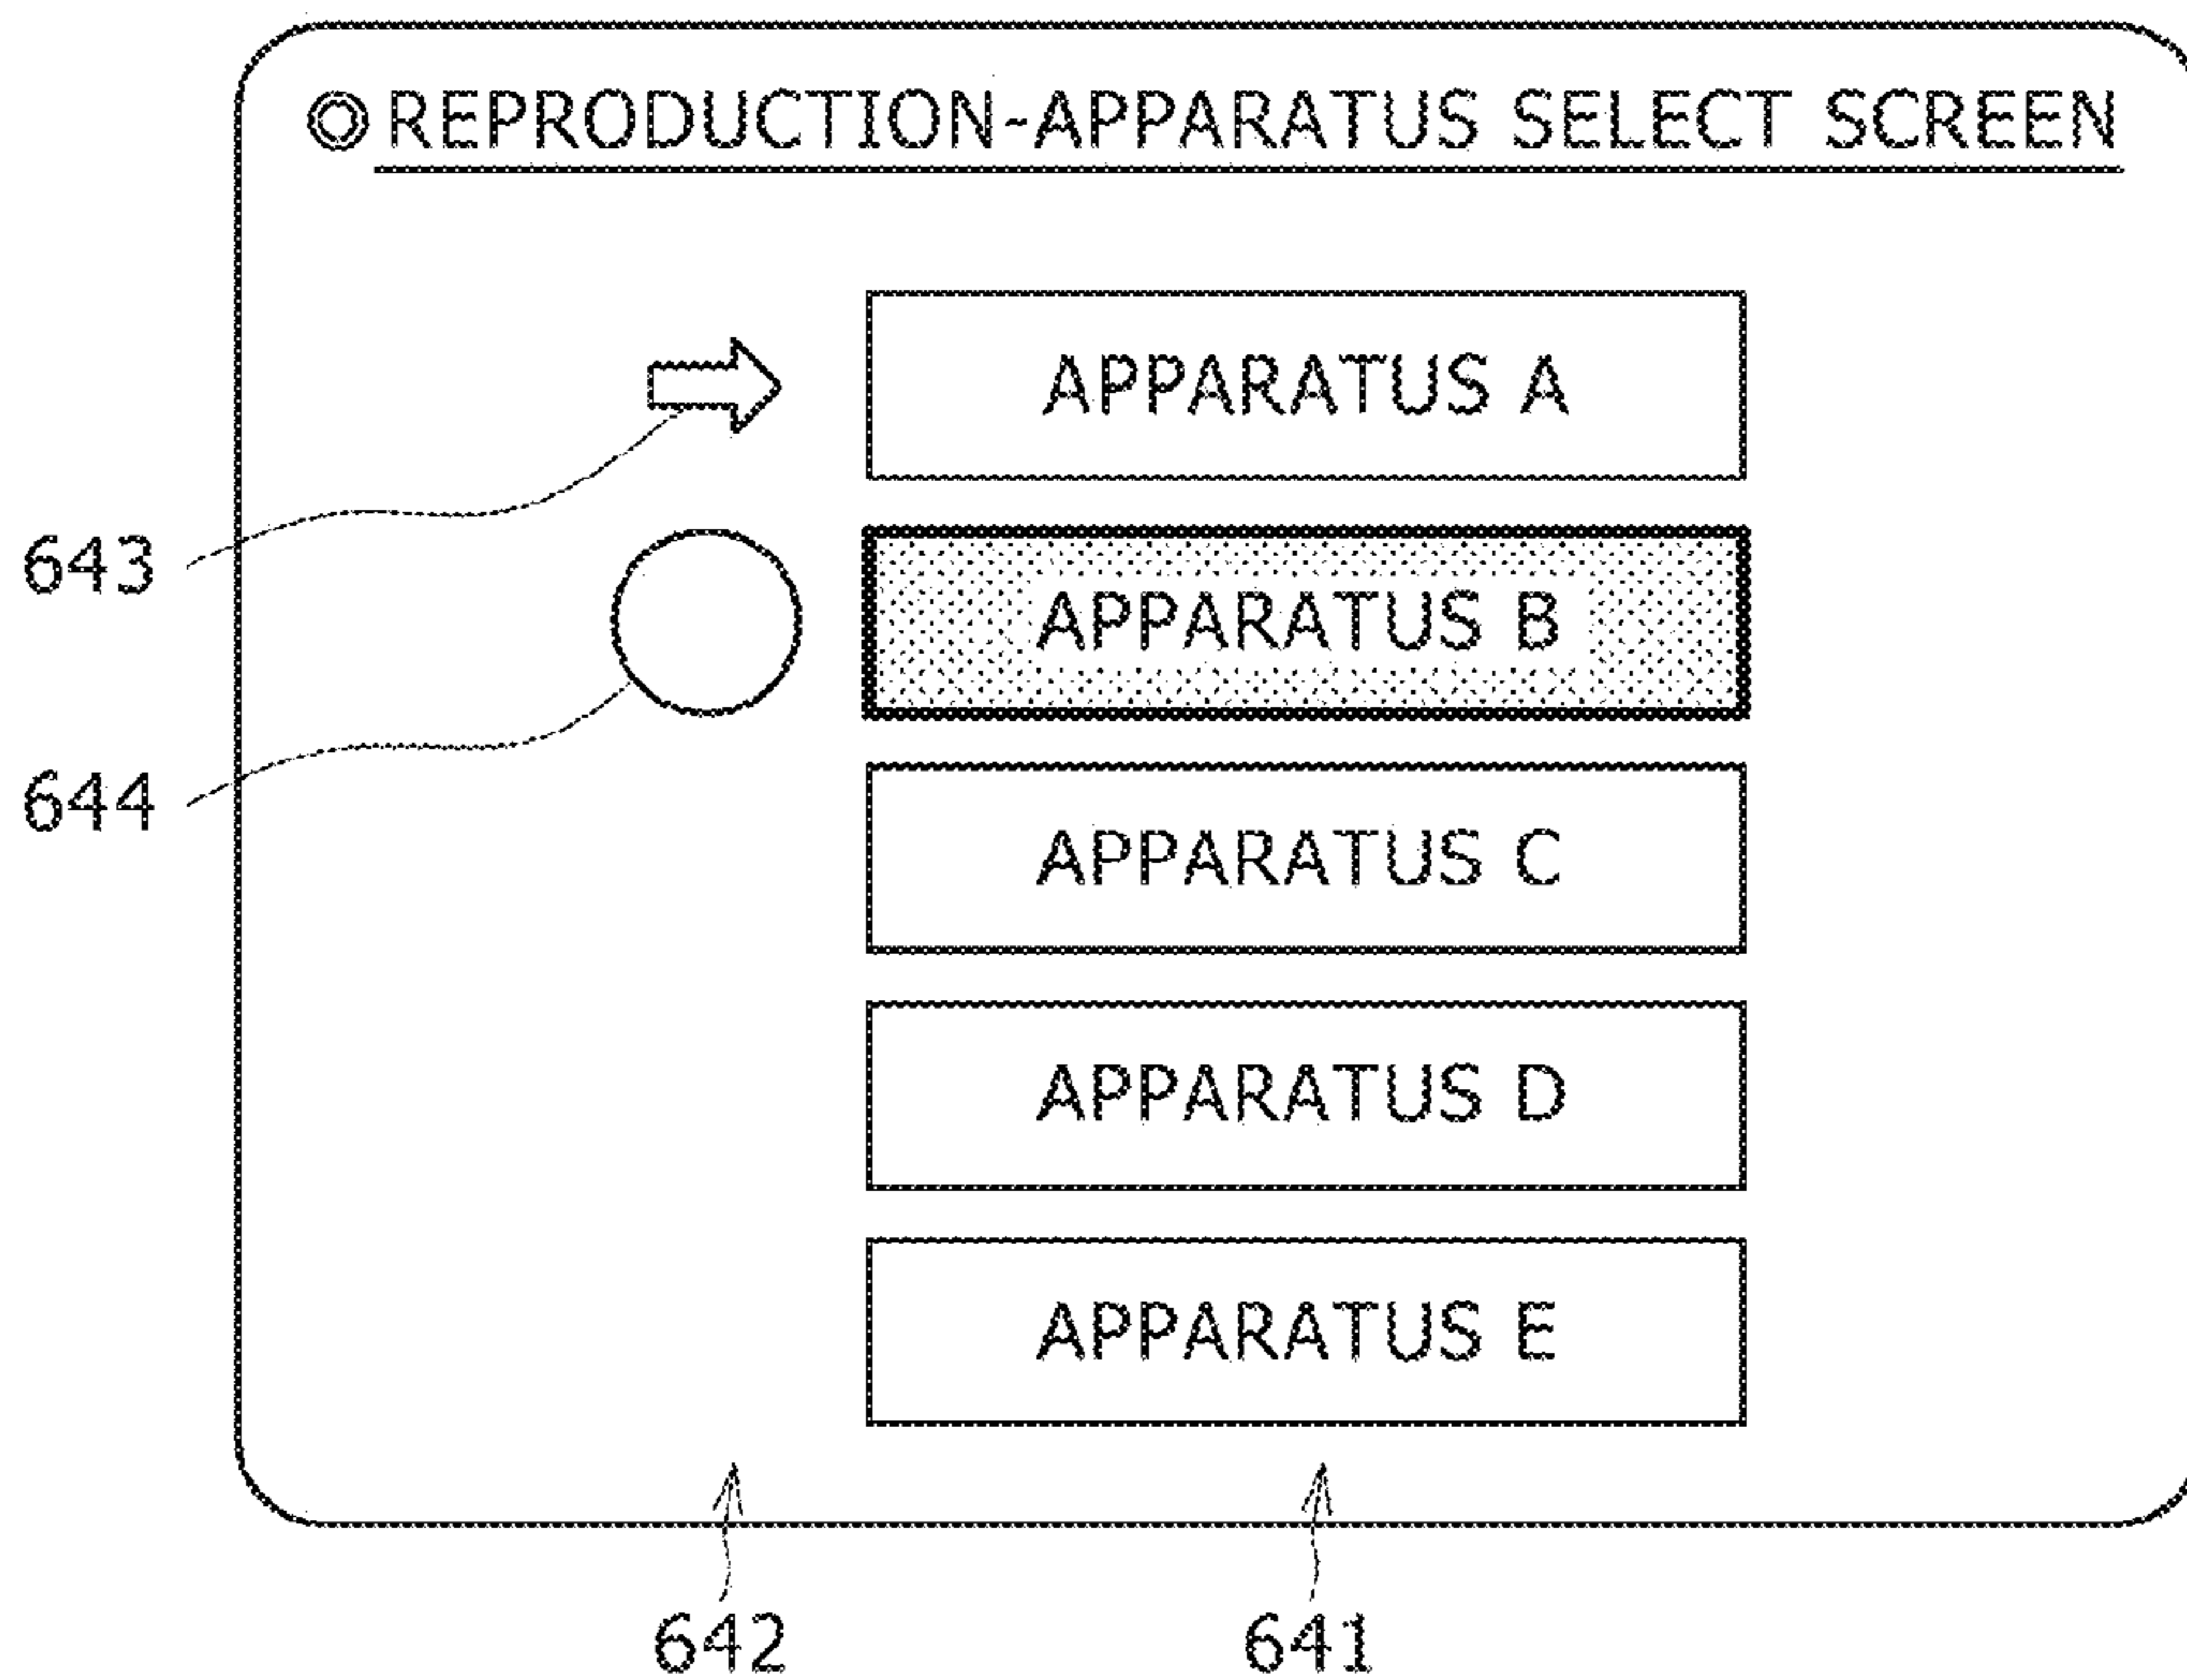 ◎REPRODUCTION-APPARATUS SELECT SCREEN
APPARATUS A
643
APPARATUS B
644
APPARATUS C
APPARATUS D
APPARATUS E
642 641